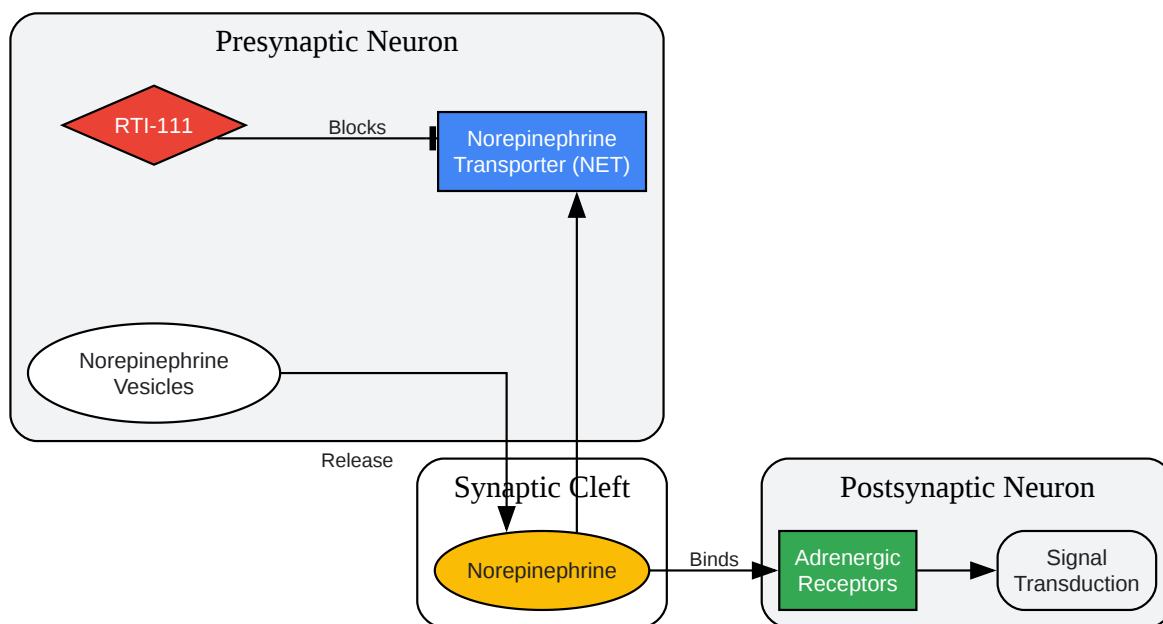 Presynaptic Neuron
RTI-111
Blocks
Norepinephrine
Transporter (NET)
Norepinephrine
Vesicles
Release
Synaptic Cleft
Norepinephrine
Binds
Postsynaptic Neuron
Adrenergic
Receptors
Signal
Transduction